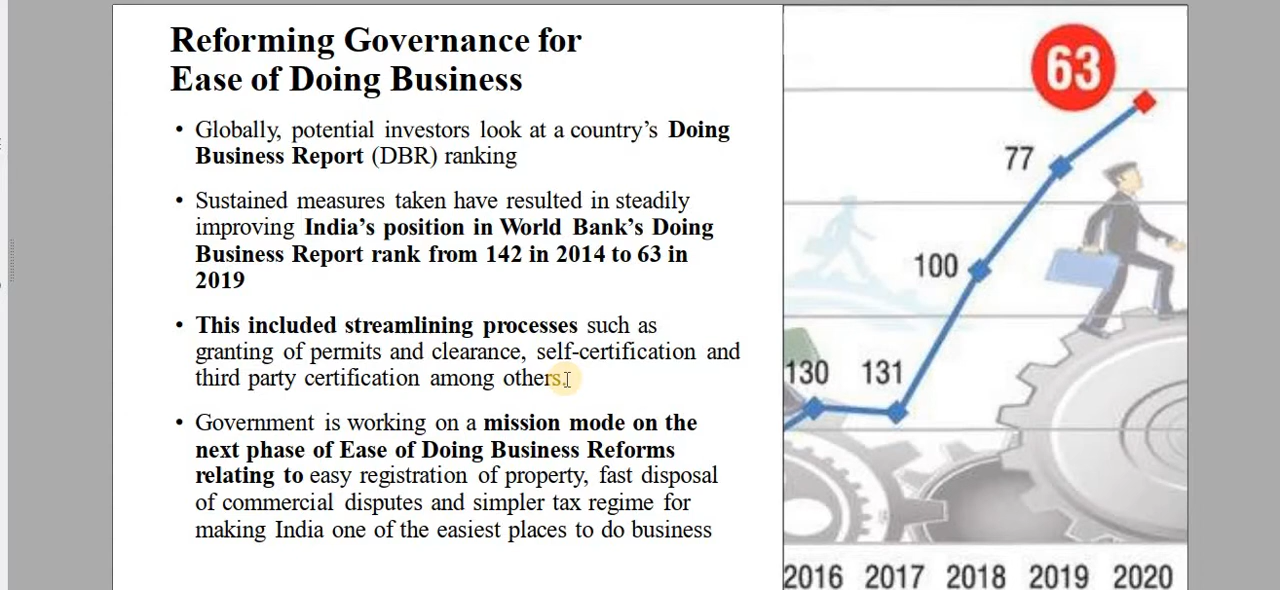 Reforming Governance for
Ease of Doing Business
• Globally, potential investors look at a country’s Doing
Business Report (DBR) ranking
• Sustained measures taken have resulted in steadily
improving India’s position in World Bank’s Doing
Business Report rank from 142 in 2014 to 63 in
2019
• This included streamlining processes such as
granting of permits and clearance, self-certification and
third party certification among others.
• Government is working on a mission mode on the
next phase of Ease of Doing Business Reforms
relating to easy registration of property, fast disposal
of commercial disputes and simpler tax regime for
making India one of the easiest places to do business
63
77
100
130 131
2016 2017 2018 2019 2020